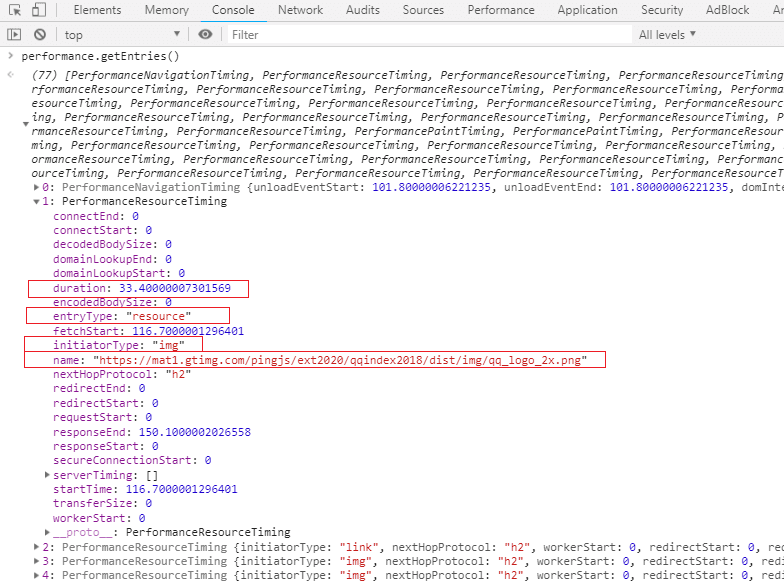 Elements Memory Console Network Audits Sources Performance Application Security AdBlock
top Filter All levels
performance.getEntries()
(77) [PerformanceNavigationTiming, PerformanceResourceTiming, PerformanceResourceTiming, PerformanceResourceTiming,
rformanceResourceTiming, PerformanceResourceTiming, PerformanceResourceTiming, PerformanceResourceTiming, Performa
esourceTiming, PerformanceResourceTiming, PerformanceResourceTiming, PerformanceResourceTiming, PerformanceResourc
ing, PerformanceResourceTiming, PerformanceResourceTiming, PerformanceResourceTiming, PerformanceResourceTiming, P
rmanceResourceTiming, PerformanceResourceTiming, PerformancePaintTiming, PerformancePaintTiming, PerformanceResour
ming, PerformanceResourceTiming, PerformanceResourceTiming, PerformanceResourceTiming, PerformanceResourceTiming,
ormanceResourceTiming, PerformanceResourceTiming, PerformanceResourceTiming, PerformanceResourceTiming, Performanc
ourceTiming, PerformanceResourceTiming, PerformanceResourceTiming, PerformanceResourceTiming, PerformanceResourceT
0: PerformanceNavigationTiming {unloadEventStart: 101.80000006221235, unloadEventEnd: 101.80000006221235, domInte
1: PerformanceResourceTiming
connectEnd: 0
connectStart: 0
decodedBodySize: 0
domainLookupEnd: 0
domainLookupStart: 0
duration: 33.40000007301569
encodedBodySize: 0
entryType: "resource"
fetchStart: 116.7000001296401
initiatorType: "img"
name: "https://mat1.gtimg.com/pingjs/ext2020/qqindex2018/dist/img/qq_logo_2x.png"
nextHopProtocol: "h2"
redirectEnd: 0
redirectStart: 0
requestStart: 0
responseEnd: 150.1000002026558
responseStart: 0
secureConnectionStart: 0
serverTiming: []
startTime: 116.7000001296401
transferSize: 0
workerStart: 0
__proto__: PerformanceResourceTiming
2: PerformanceResourceTiming {initiatorType: "link", nextHopProtocol: "h2", workerStart: 0, redirectStart: 0, red
3: PerformanceResourceTiming {initiatorType: "img", nextHopProtocol: "h2", workerStart: 0, redirectStart: 0, redi
4: PerformanceResourceTiming {initiatorType: "img", nextHopProtocol: "h2", workerStart: 0, redirectStart: 0, redi